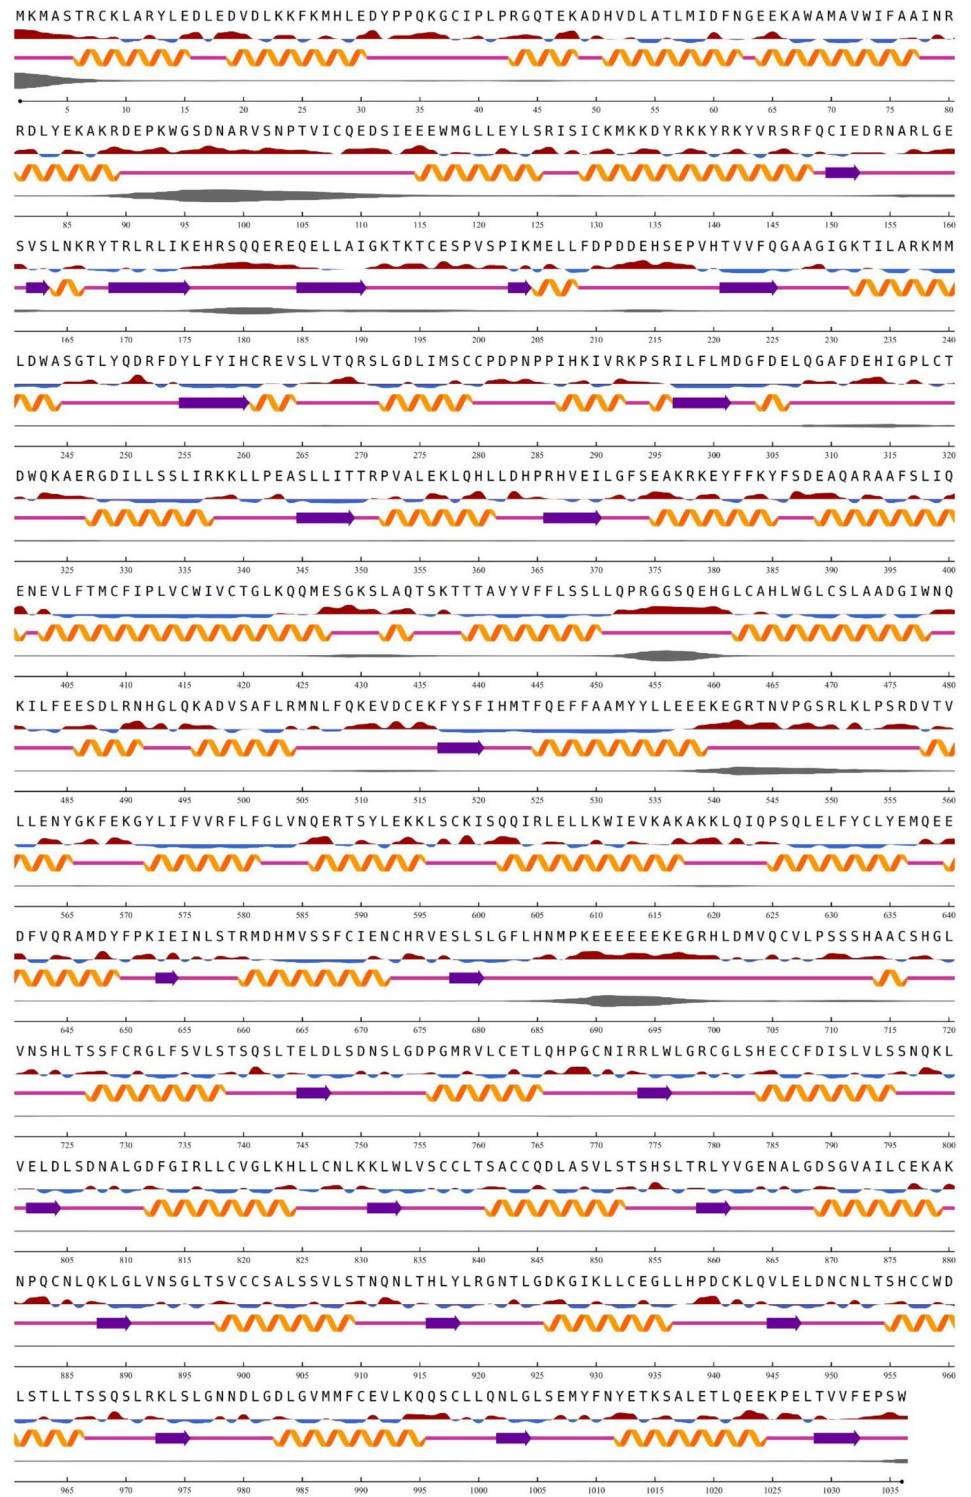 MKMASTRCKLARYLEDLEDVDLKKFKMHLEDYPPQKGCIPLPRGQTEKADHVDLATLMIDFNGEEKAWAMAVWIFAAINR
5 10 15 20 25 30 35 40 45 50 55 60 65 70 75 80
RDLYEKAKRDEPKWGSDNARVSNPTVICQEDSIEEEWMGLLEYLSRISICKMKKDYRKKYRKYVRSRFQCIEDRNARLGE
85 90 95 100 105 110 115 120 125 130 135 140 145 150 155 160
SVSLNKRYTRLRLIKEHRSQQEREQELLAIGKTKTCESPVSPIKMELLFDPDDEHSEPVHTVVFQGAAGIGKTILARKMM
165 170 175 180 185 190 195 200 205 210 215 220 225 230 235 240
LDWASGTLYQDRFDYLFYIHCREVSLVTQRSLGDLIMSCCPDPNPPIHKIVRKPSRILFLMDGFDELQGAFDEHIGPLCT
245 250 255 260 265 270 275 280 285 290 295 300 305 310 315 320
DWQKAERGDILLSSLIRKKLLPEASLLITTRPVALEKLQHLLDHPRHVEILGFSEAKRKEYFFKYFSDEAQARAAFSLIQ
325 330 335 340 345 350 355 360 365 370 375 380 385 390 395 400
ENEVLFTMCFIPLVCWIVCTGLKQQMESGKSLAQTSKTTTAVYVFFLSSLLQPRGGSQEHGLCAHLWGLCSLAADGIWNQ
405 410 415 420 425 430 435 440 445 450 455 460 465 470 475 480
KILFEESDLRNHGLQKADVSAFLRMNLFQKEVDCEKFYSFIHMTFQEFFAAMYYLLEEEKEGRTNVPGSRLKLPSRDVTV
485 490 495 500 505 510 515 520 525 530 535 540 545 550 555 560
LLENYGKFEKGYLIFVVRFLFGLVNQERTSYLEKKLSCKISQQIRLELLKWIEVKAKAKKLQIQPSQLELFYCLYEMQEE
565 570 575 580 585 590 595 600 605 610 615 620 625 630 635 640
DFVQRAMDYFPKIEINLSTRMDHMVSSFCIENCHRVESLSLGFLHNMPKEEEEEEKEGRHLDMVQCVLPSSSHAACSHGL
645 650 655 660 665 670 675 680 685 690 695 700 705 710 715 720
VNSHLTSSFCRGLFSVLSTSQSLTELDLSDNSLGDPGMRVLCETLQHPGCNIRRLWLGRCGLSHECCFDISLVLSSNQKL
725 730 735 740 745 750 755 760 765 770 775 780 785 790 795 800
VELDLSDNALGDFGIRLLCVGLKHLLCNLKKLWLVSCCLTSACCQDLASVLSTSHSLTRLYVGENALGDSGVAILCEKAK
805 810 815 820 825 830 835 840 845 850 855 860 865 870 875 880
NPQCNLQKLGLVNSGLTSVCCSALSSVLSTNQNLTHLYLRGNTLGDKGIKLLCEGLLHPDCKLQVLELDNCNLTSHCCWD
885 890 895 900 905 910 915 920 925 930 935 940 945 950 955 960
LSTLLTSSQSLRKLSLGNNDLGDLGVMMFCEVLKQQSCLLQNLGLSEMYFNYETKSALETLQEEKPELTVVFEPSW
965 970 975 980 985 990 995 1000 1005 1010 1015 1020 1025 1030 1035